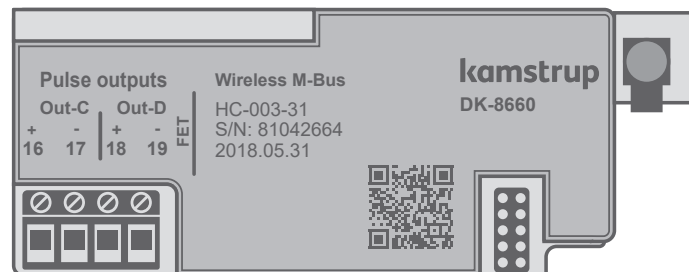 Pulse outputs
Out-C Out-D
+ - + -
16 17 18 19
FET
Wireless M-Bus
HC-003-31
S/N: 81042664
2018.05.31
kamstrup
DK-8660